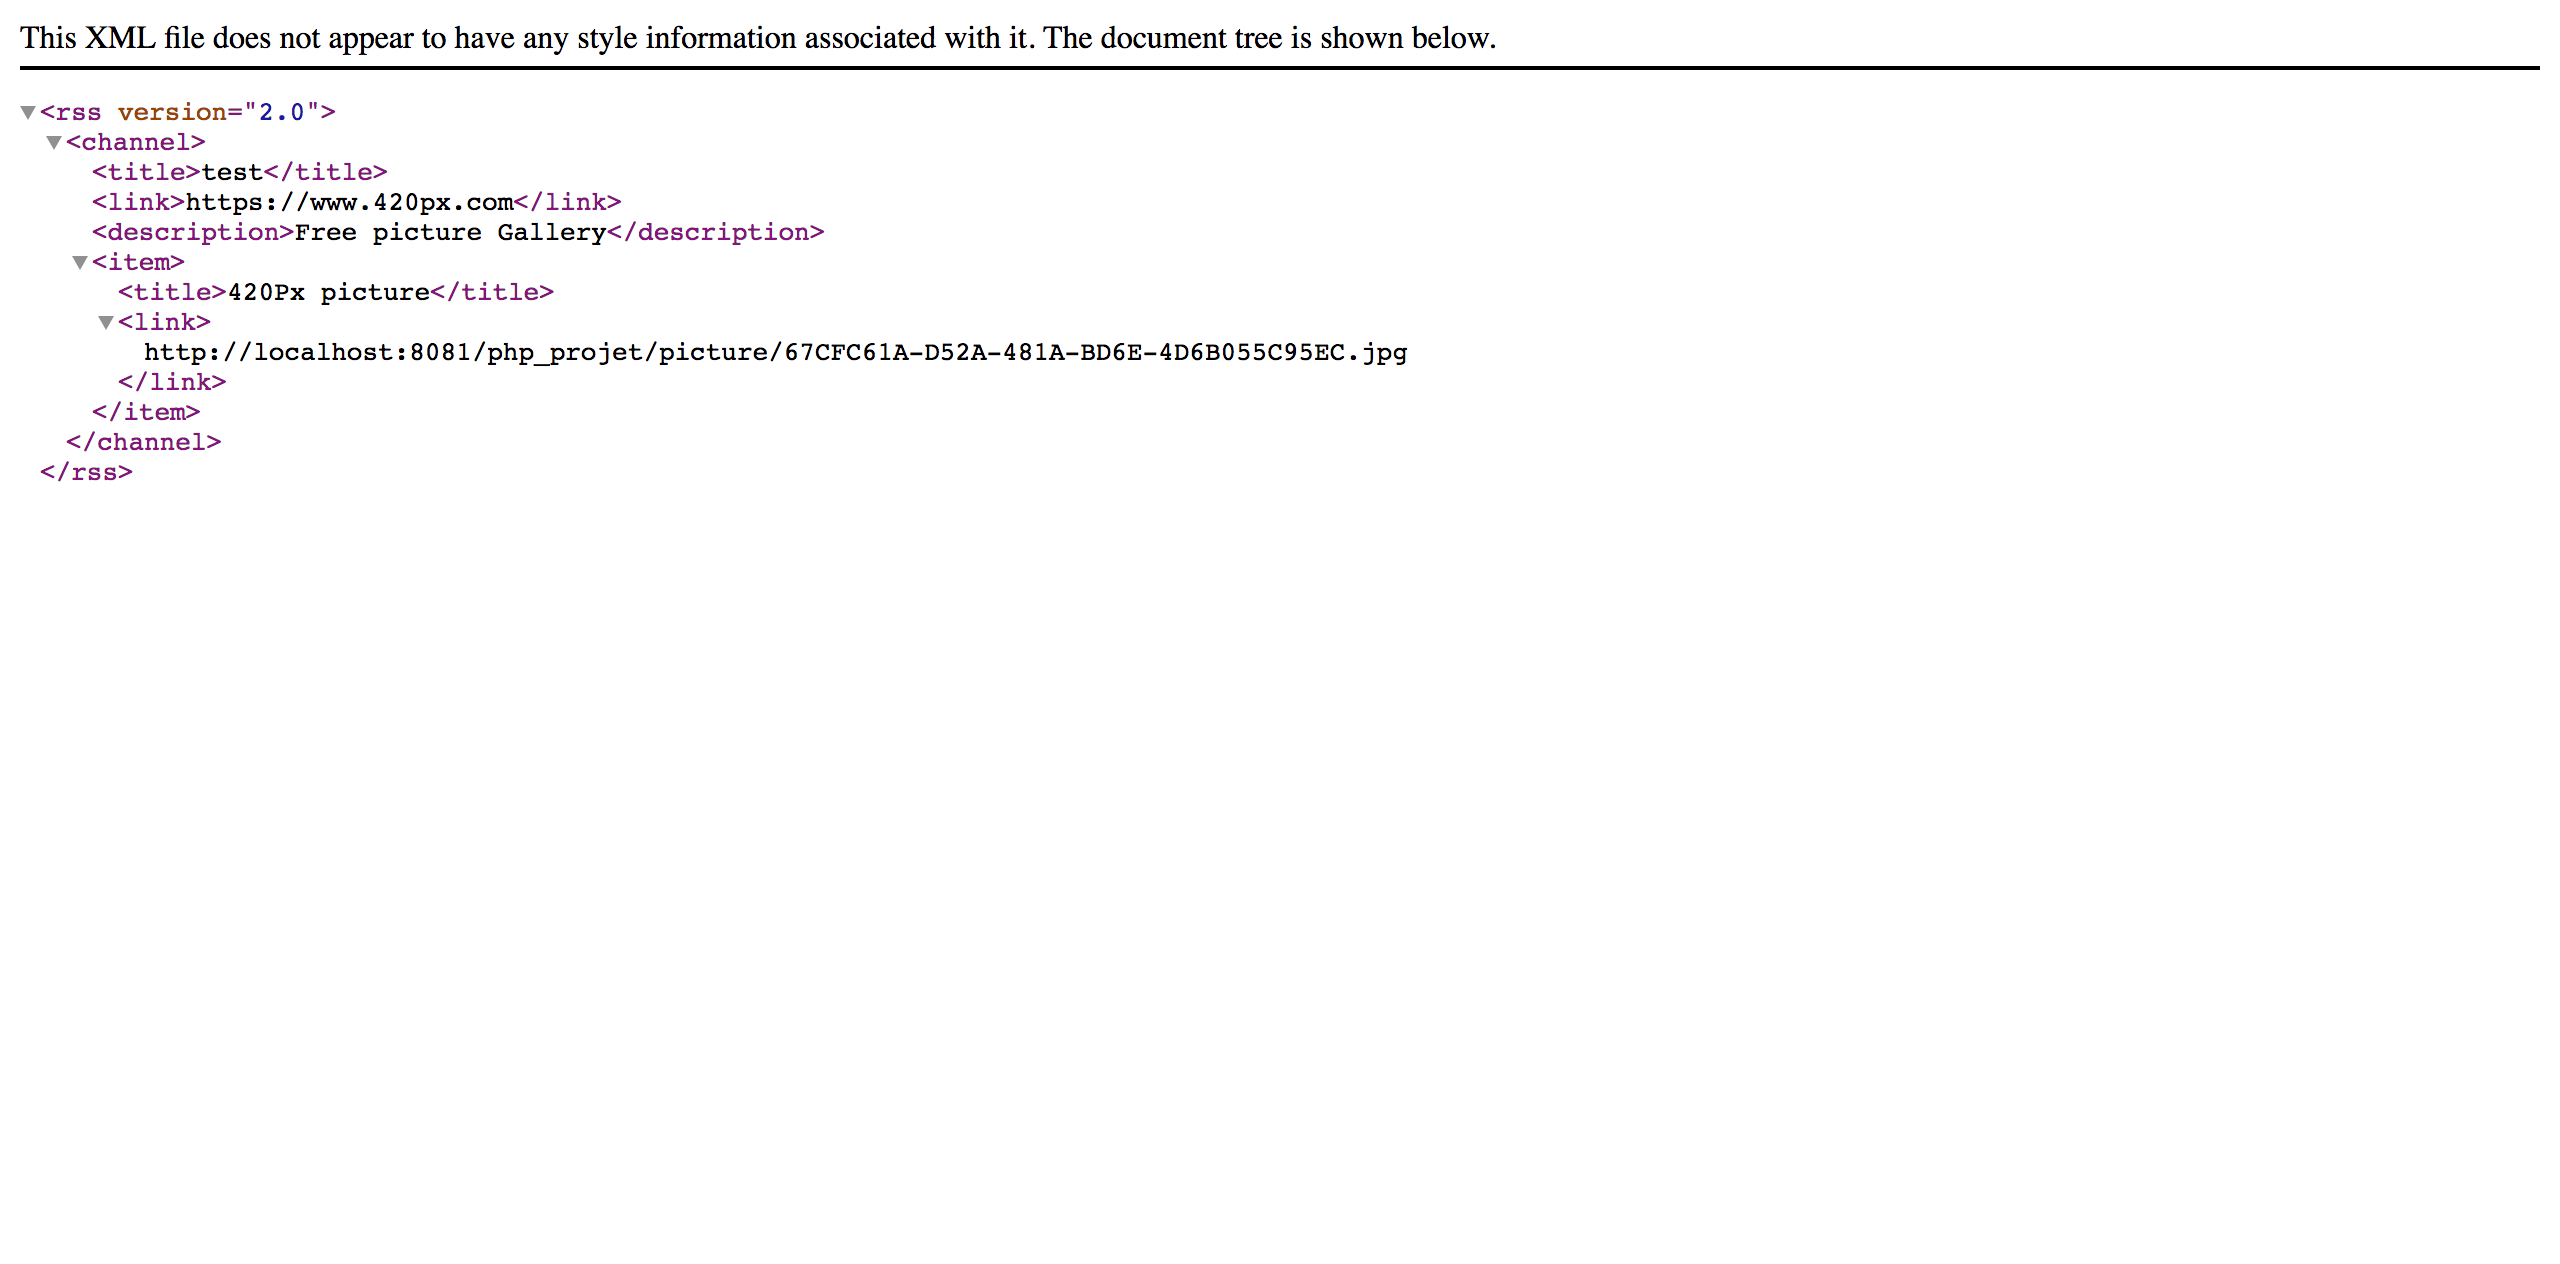 This XML file does not appear to have any style information associated with it. The document tree is shown below.
<rss version="2.0">
<channel>
<title>test</title>
<link>https://www.420px.com</link>
<description>Free picture Gallery</description>
<item>
<title>420Px picture</title>
<link>
http://localhost:8081/php_projet/picture/67CFC61A-D52A-481A-BD6E-4D6B055C95EC.jpg
</link>
</item>
</channel>
</rss>